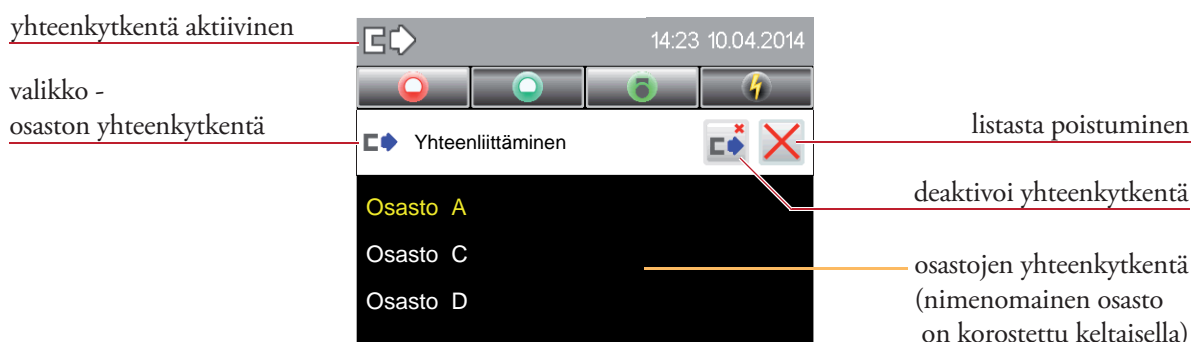 yhteenkytkentä aktiivinen
14:23 10.04.2014
valikko -
osaston yhteenkytkentä
Yhteenliittäminen
listasta poistuminen
deaktivoi yhteenkytkentä
Osasto A
Osasto C
Osasto D
osastojen yhteenkytkentä
(nimenomainen osasto
on korostettu keltaisella)